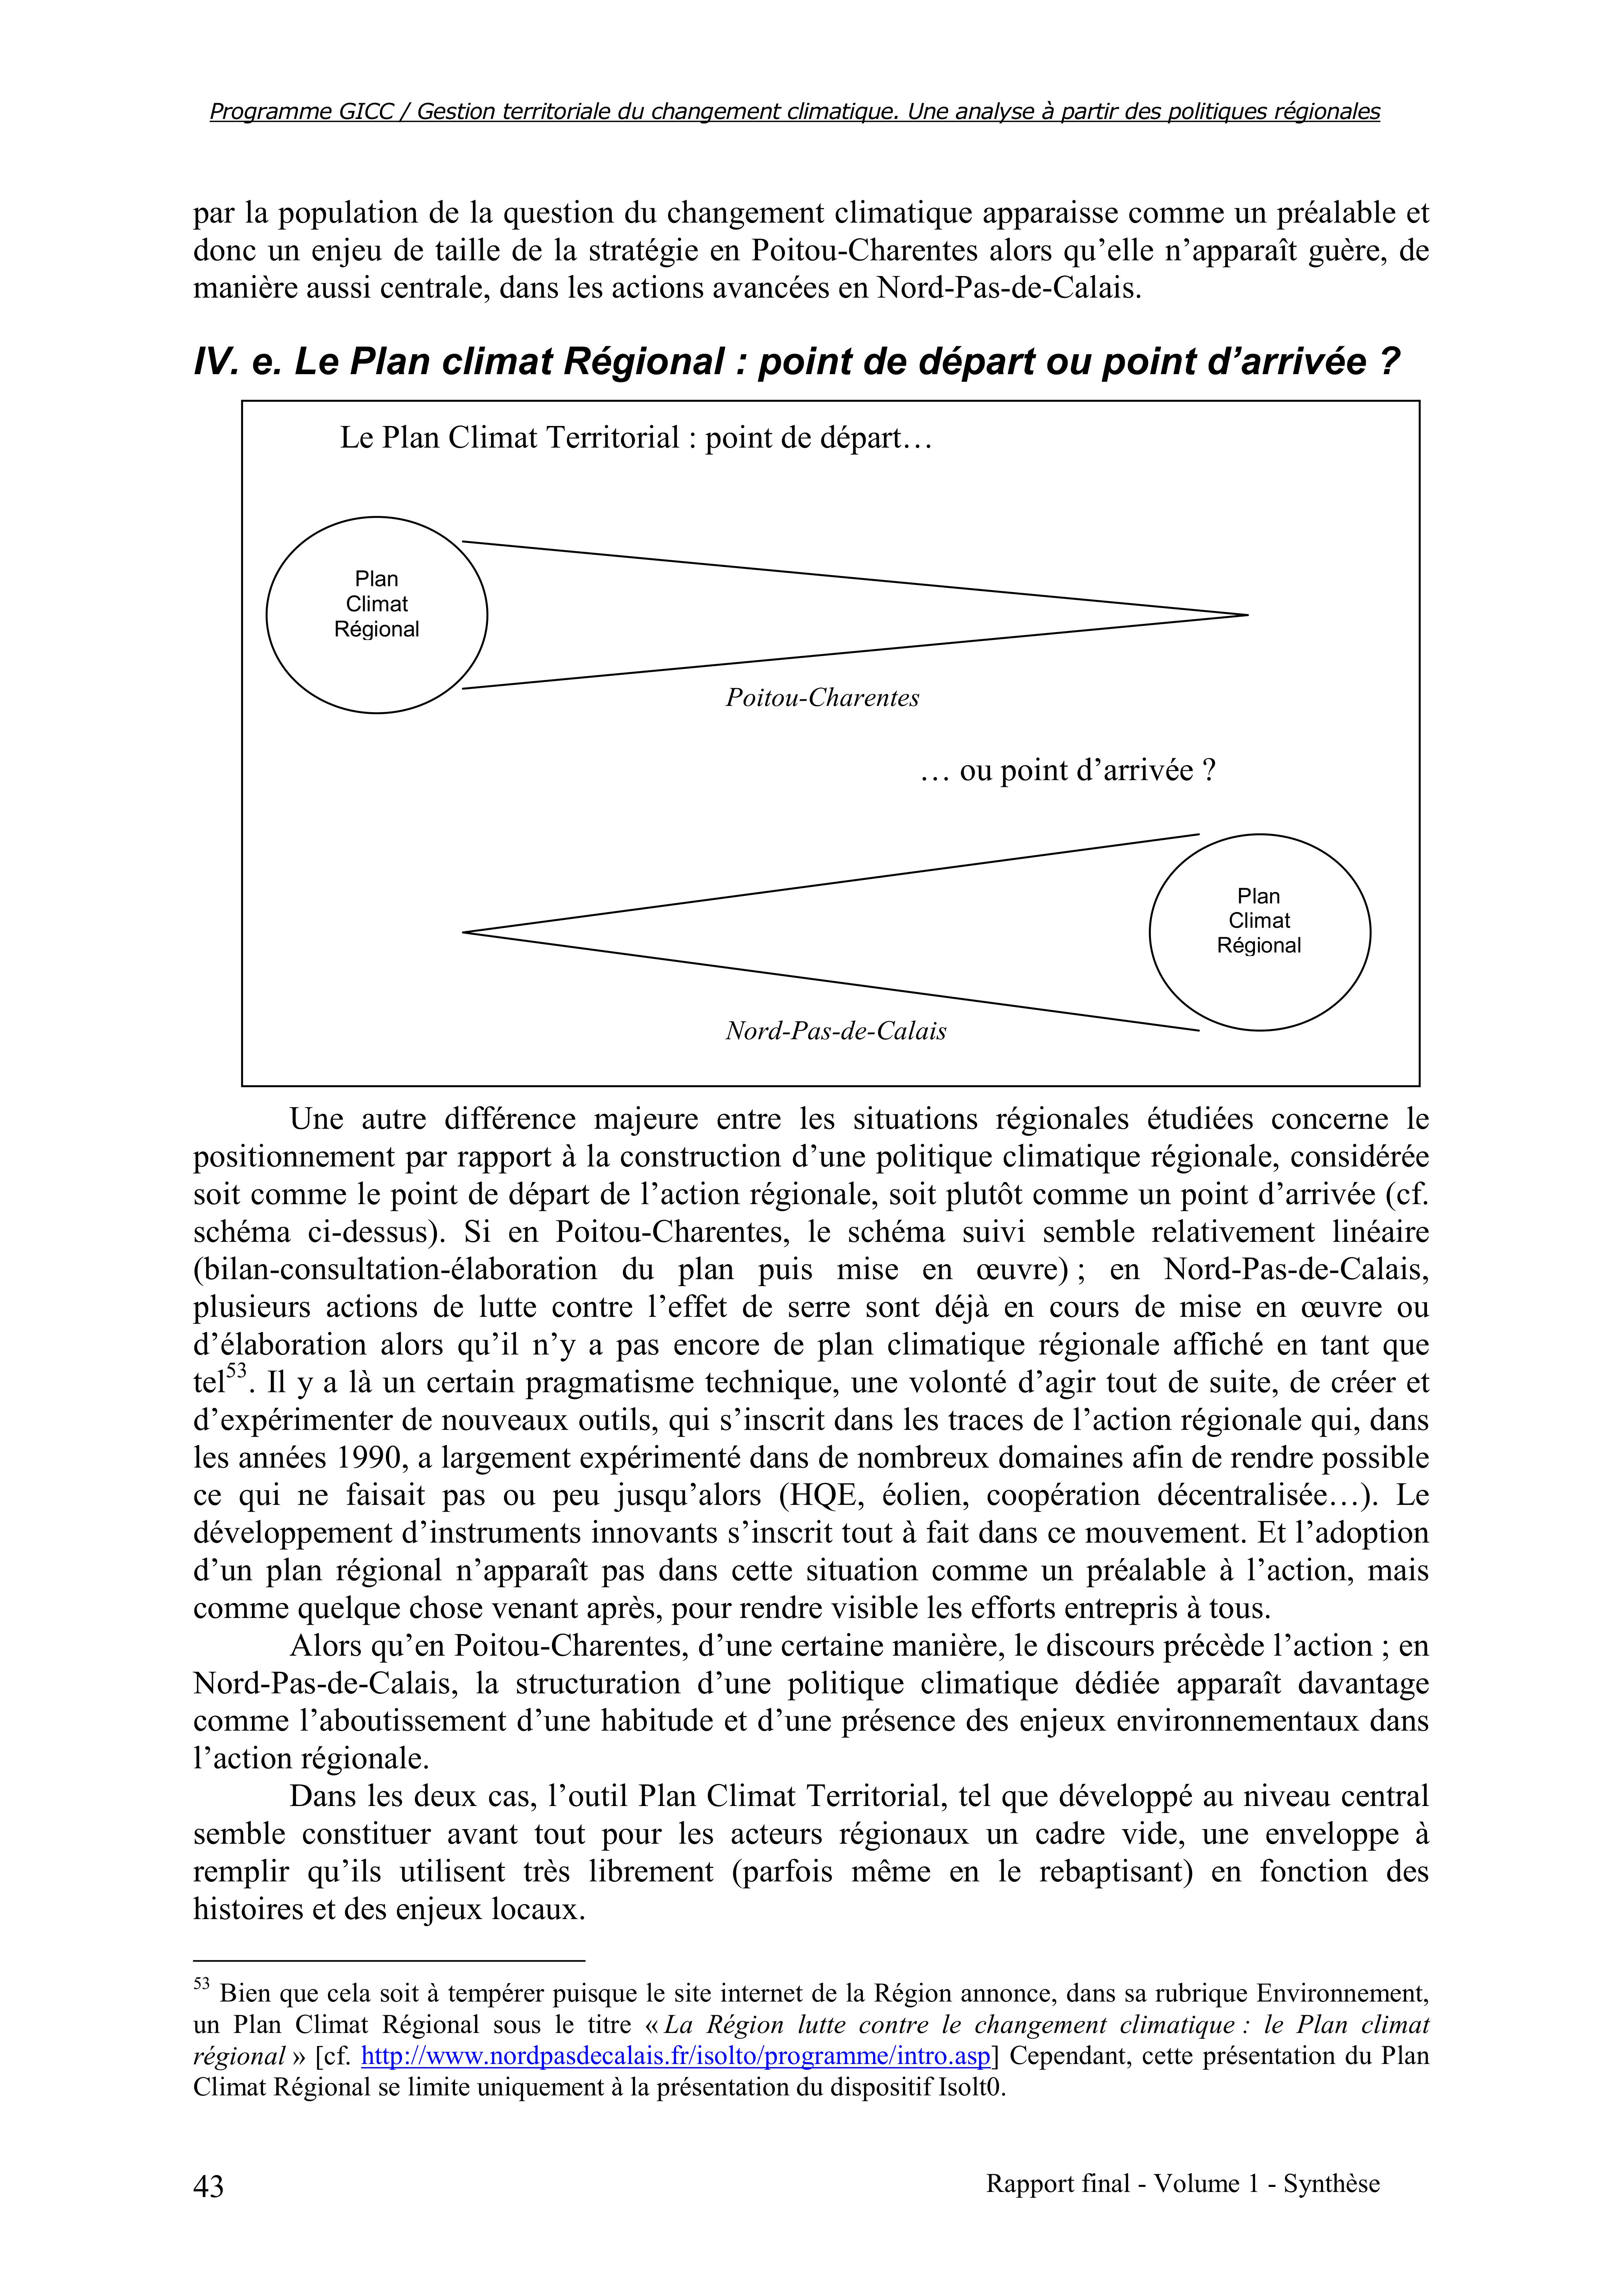 Programme GICC / Gestion territoriale du changement climatique. Une analyse à partir des politiques régionales
par la population de la question du changement climatique apparaisse comme un préalable et
donc un enjeu de taille de la stratégie en Poitou-Charentes alors qu’elle n’apparaît guère, de
manière aussi centrale, dans les actions avancées en Nord-Pas-de-Calais.
IV. e. Le Plan climat Régional : point de départ ou point d’arrivée ?
Le Plan Climat Territorial : point de départ…
Plan
Climat
Régional
Poitou-Charentes
… ou point d’arrivée ?
Plan
Climat
Régional
Nord-Pas-de-Calais
Une autre différence majeure entre les situations régionales étudiées concerne le
positionnement par rapport à la construction d’une politique climatique régionale, considérée
soit comme le point de départ de l’action régionale, soit plutôt comme un point d’arrivée (cf.
schéma ci-dessus). Si en Poitou-Charentes, le schéma suivi semble relativement linéaire
(bilan-consultation-élaboration du plan puis mise en œuvre) ; en Nord-Pas-de-Calais,
plusieurs actions de lutte contre l’effet de serre sont déjà en cours de mise en œuvre ou
d’élaboration alors qu’il n’y a pas encore de plan climatique régionale affiché en tant que
tel53. Il y a là un certain pragmatisme technique, une volonté d’agir tout de suite, de créer et
d’expérimenter de nouveaux outils, qui s’inscrit dans les traces de l’action régionale qui, dans
les années 1990, a largement expérimenté dans de nombreux domaines afin de rendre possible
ce qui ne faisait pas ou peu jusqu’alors (HQE, éolien, coopération décentralisée…). Le
développement d’instruments innovants s’inscrit tout à fait dans ce mouvement. Et l’adoption
d’un plan régional n’apparaît pas dans cette situation comme un préalable à l’action, mais
comme quelque chose venant après, pour rendre visible les efforts entrepris à tous.
Alors qu’en Poitou-Charentes, d’une certaine manière, le discours précède l’action ; en
Nord-Pas-de-Calais, la structuration d’une politique climatique dédiée apparaît davantage
comme l’aboutissement d’une habitude et d’une présence des enjeux environnementaux dans
l’action régionale.
Dans les deux cas, l’outil Plan Climat Territorial, tel que développé au niveau central
semble constituer avant tout pour les acteurs régionaux un cadre vide, une enveloppe à
remplir qu’ils utilisent très librement (parfois même en le rebaptisant) en fonction des
histoires et des enjeux locaux.
53 Bien que cela soit à tempérer puisque le site internet de la Région annonce, dans sa rubrique Environnement,
un Plan Climat Régional sous le titre « La Région lutte contre le changement climatique : le Plan climat
régional » [cf. http://www.nordpasdecalais.fr/isolto/programme/intro.asp] Cependant, cette présentation du Plan
Climat Régional se limite uniquement à la présentation du dispositif Isolt0.
43
Rapport final - Volume 1 - Synthèse